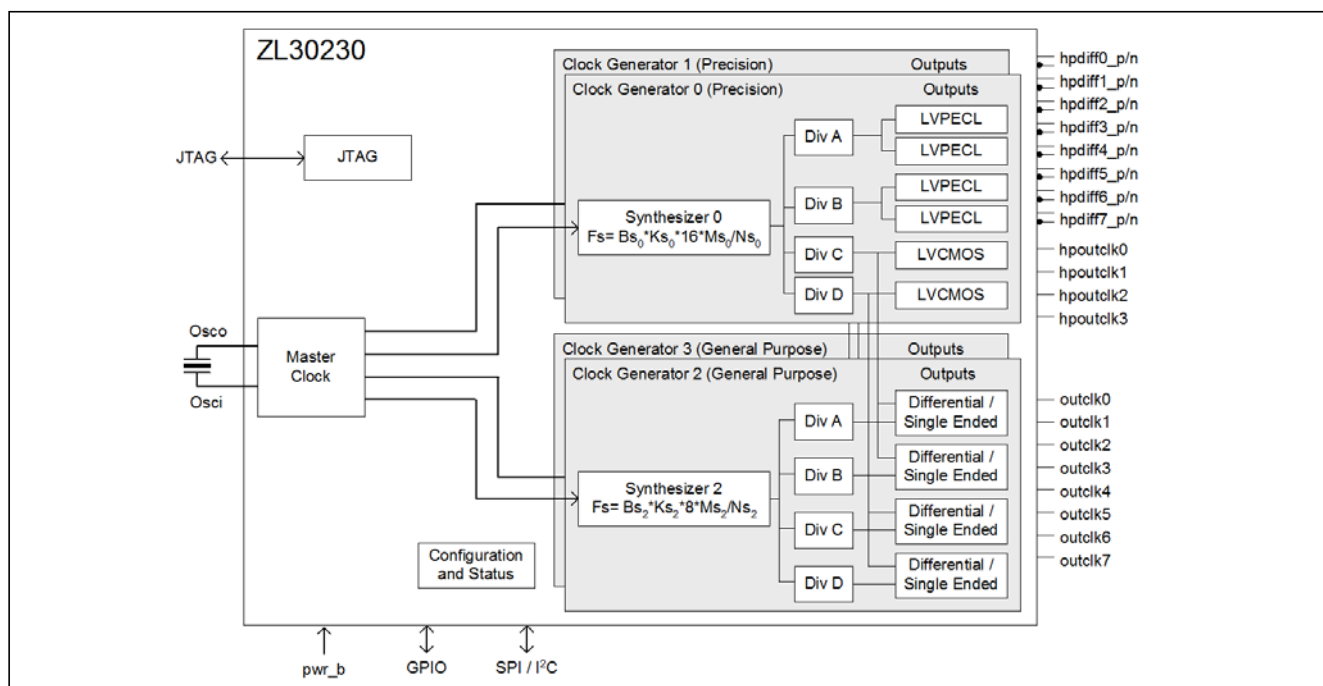 ZL30230
JTAG
JTAG
Osco
Osci
Master
Clock
Configuration
and Status
pwr_b
GPIO
SPI / I²C
Clock Generator 1 (Precision)
Outputs
Clock Generator 0 (Precision)
Outputs
Synthesizer 0
Fs= Bs₀*Ks₀*16*Ms₀/Ns₀
Div A
Div B
Div C
Div D
LVPECL
LVPECL
LVPECL
LVPECL
LVCMOS
LVCMOS
Clock Generator 3 (General Purpose)
Outputs
Clock Generator 2 (General Purpose)
Outputs
Synthesizer 2
Fs= Bs₂*Ks₂*8*Ms₂/Ns₂
Div A
Div B
Div C
Div D
Differential /
Single Ended
Differential /
Single Ended
Differential /
Single Ended
Differential /
Single Ended
hpdiff0_p/n
hpdiff1_p/n
hpdiff2_p/n
hpdiff3_p/n
hpdiff4_p/n
hpdiff5_p/n
hpdiff6_p/n
hpdiff7_p/n
hpoutclk0
hpoutclk1
hpoutclk2
hpoutclk3
outclk0
outclk1
outclk2
outclk3
outclk4
outclk5
outclk6
outclk7